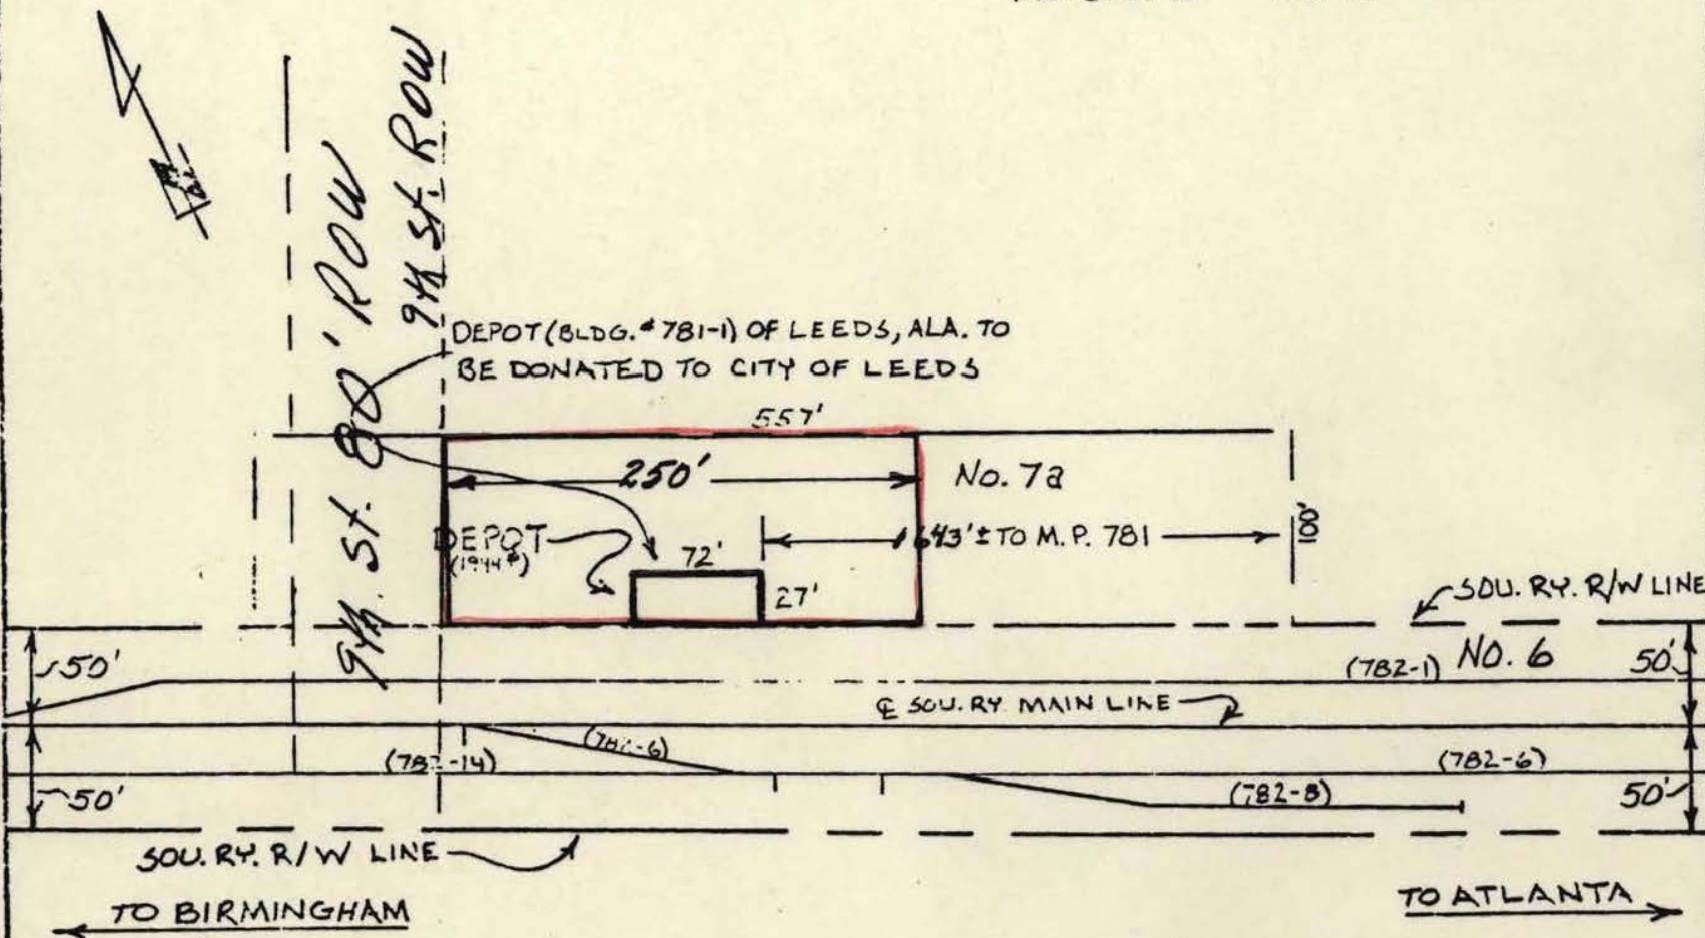 9th St. ROW
9th. St. 80' ROW
DEPOT (BLDG. # 781-1) OF LEEDS, ALA. TO
BE DONATED TO CITY OF LEEDS
557'
250'
No. 7a
DEPOT
72'
27'
643'± TO M.P. 781
100'
SOU. RY. R/W LINE
50'
(782-1)
NO. 6
50'
℄ SOU. RY. MAIN LINE
(782-14)
(782-6)
(782-6)
50'
(782-8)
50'
SOU. RY. R/W LINE
TO BIRMINGHAM
TO ATLANTA